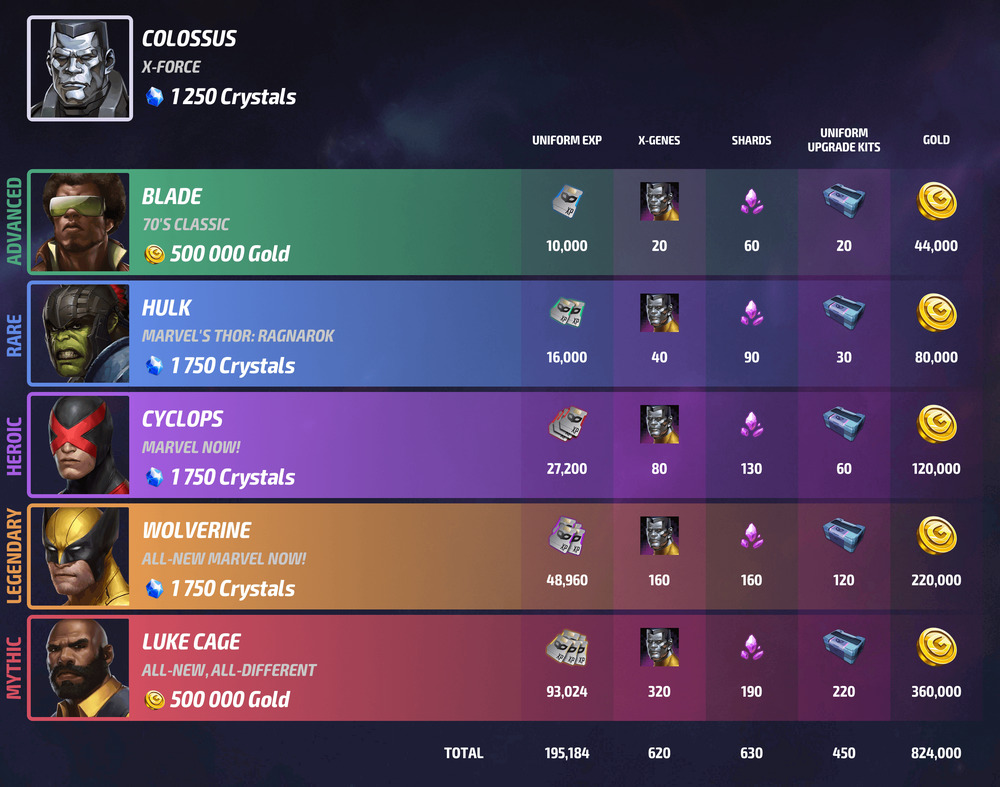 COLOSSUS
X-FORCE
1 250 Crystals
UNIFORM EXP X-GENES SHARDS UNIFORM UPGRADE KITS GOLD
ADVANCED
BLADE
70'S CLASSIC
500 000 Gold
10,000 20 60 20 44,000
RARE
HULK
MARVEL'S THOR: RAGNAROK
1 750 Crystals
16,000 40 90 30 80,000
HEROIC
CYCLOPS
MARVEL NOW!
1 750 Crystals
27,200 80 130 60 120,000
LEGENDARY
WOLVERINE
ALL-NEW MARVEL NOW!
1 750 Crystals
48,960 160 160 120 220,000
MYTHIC
LUKE CAGE
ALL-NEW, ALL-DIFFERENT
500 000 Gold
93,024 320 190 220 360,000
TOTAL 195,184 620 630 450 824,000